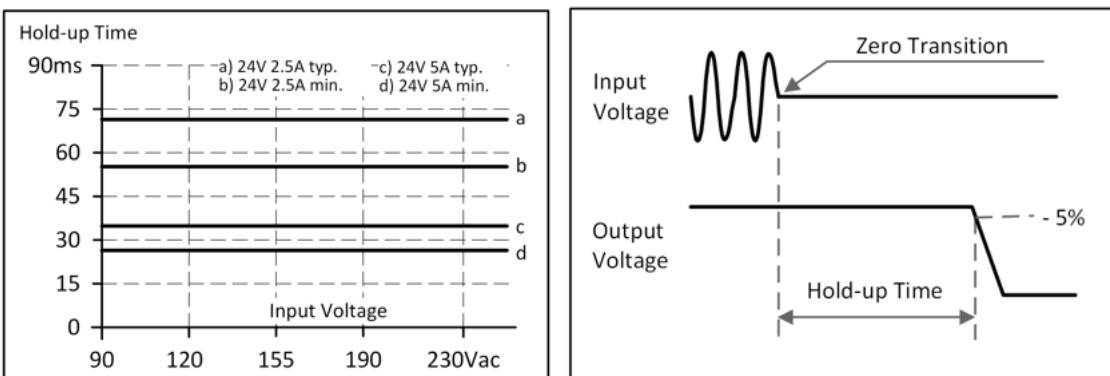 Hold-up Time
90ms
a) 24V 2.5A typ.
b) 24V 2.5A min.
c) 24V 5A typ.
d) 24V 5A min.
75
60
45
30
15
0
a
b
c
d
Input Voltage
90 120 155 190 230Vac
Zero Transition
Input
Voltage
Output
Voltage
- 5%
Hold-up Time